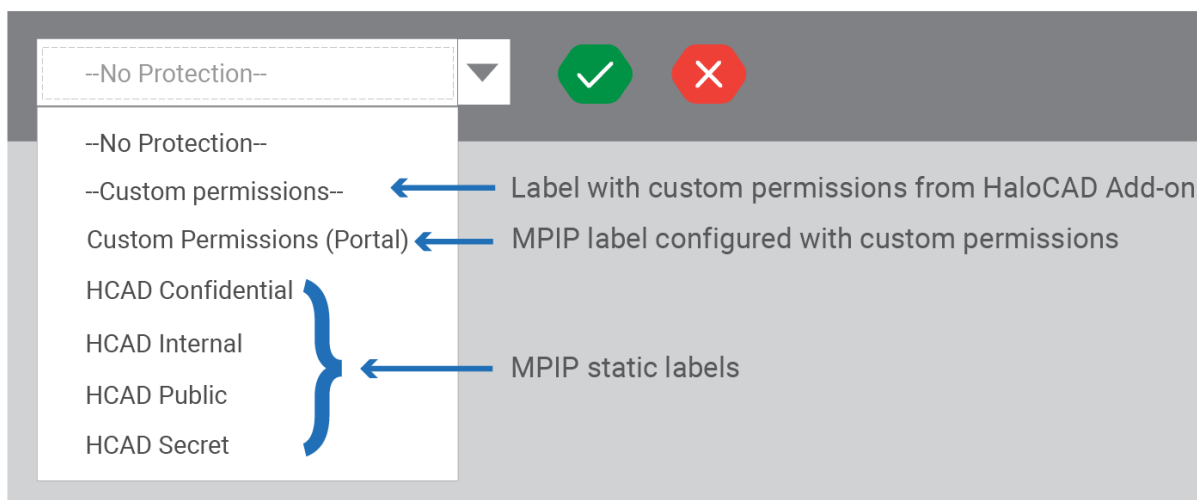 --No Protection--
--No Protection--
--Custom permissions--
Label with custom permissions from HaloCAD Add-on
Custom Permissions (Portal)
MPIP label configured with custom permissions
HCAD Confidential
HCAD Internal
MPIP static labels
HCAD Public
HCAD Secret